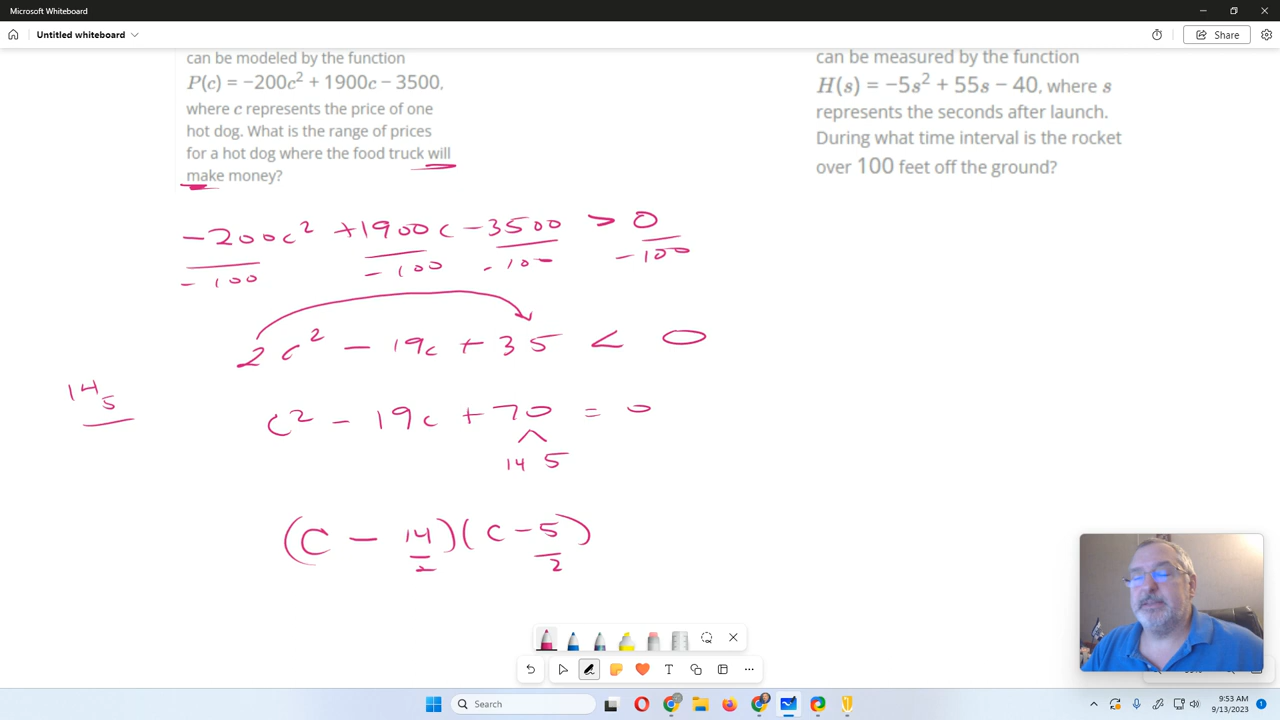 Microsoft Whiteboard
Untitled whiteboard
Share
can be modeled by the function
P(c) = −200c² + 1900c − 3500,
where c represents the price of one
hot dog. What is the range of prices
for a hot dog where the food truck will
make money?
can be measured by the function
H(s) = −5s² + 55s − 40, where s
represents the seconds after launch.
During what time interval is the rocket
over 100 feet off the ground?
−200c² +1900c −3500 > 0
−100 −100 −100 −100
2c² − 19c + 35 < 0
14
5
c² − 19c + 70 = 0
14 5
(c − 14)(c − 5)
2 2
T
Search
9:53 AM
9/13/2023